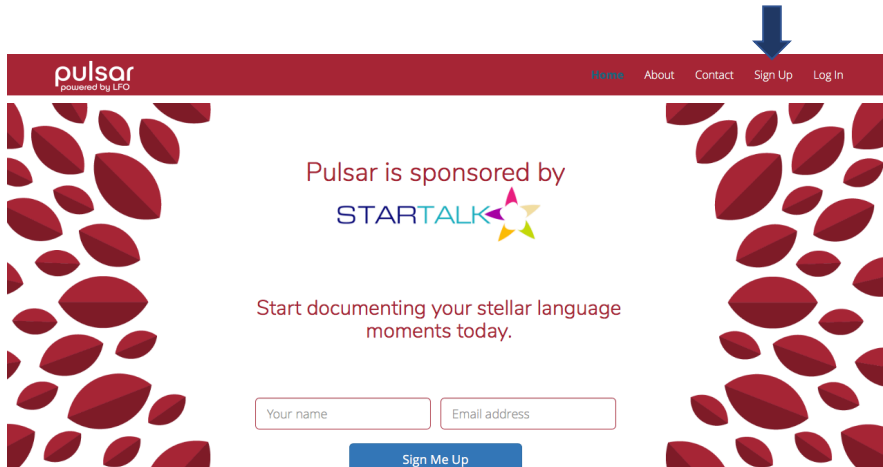 pulsar
powered by LFO
Home About Contact Sign Up Log In
Pulsar is sponsored by
STARTALK
Start documenting your stellar language
moments today.
Your name Email address
Sign Me Up